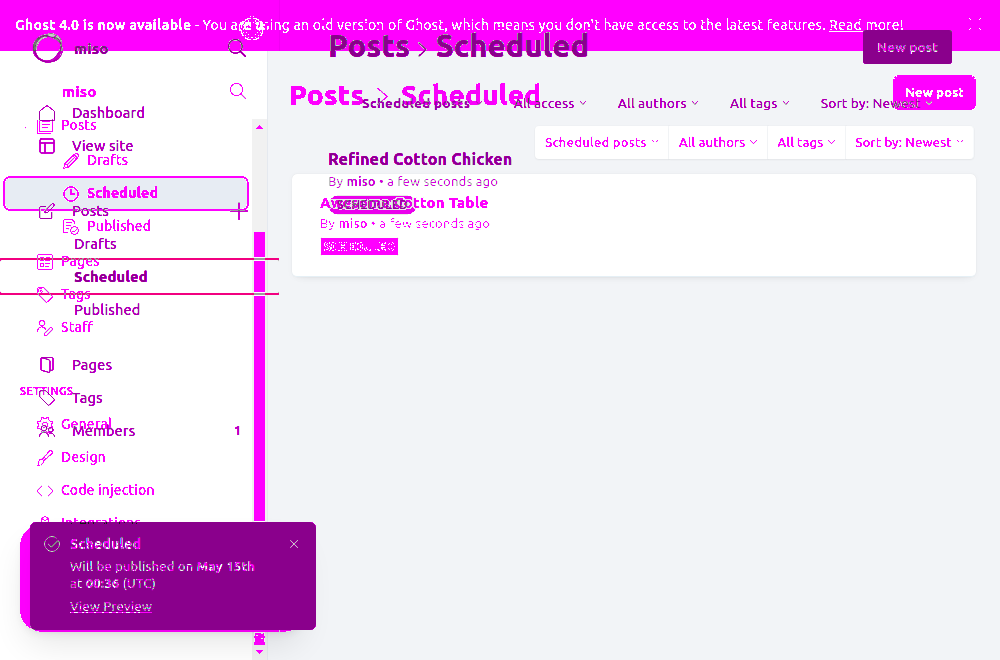 Ghost 4.0 is now available - You are using an old version of Ghost, which means you don't have access to the latest features. Read more!
miso
Posts > Scheduled
New post
miso
Posts > Scheduled
New post
Scheduled posts
All access
All authors
All tags
Sort by: Newest
Dashboard
Posts
View site
Drafts
Scheduled posts
All authors
All tags
Sort by: Newest
Refined Cotton Chicken
By miso • a few seconds ago
SCHEDULED
Scheduled
Posts
Awesome Cotton Table
By miso • a few seconds ago
SCHEDULED
Published
Drafts
Pages
Scheduled
Tags
Published
Staff
Pages
SETTINGS
Tags
General
Members
1
Design
Code injection
Integrations
Scheduled
Will be published on May 15th
at 00:36 (UTC)
View Preview